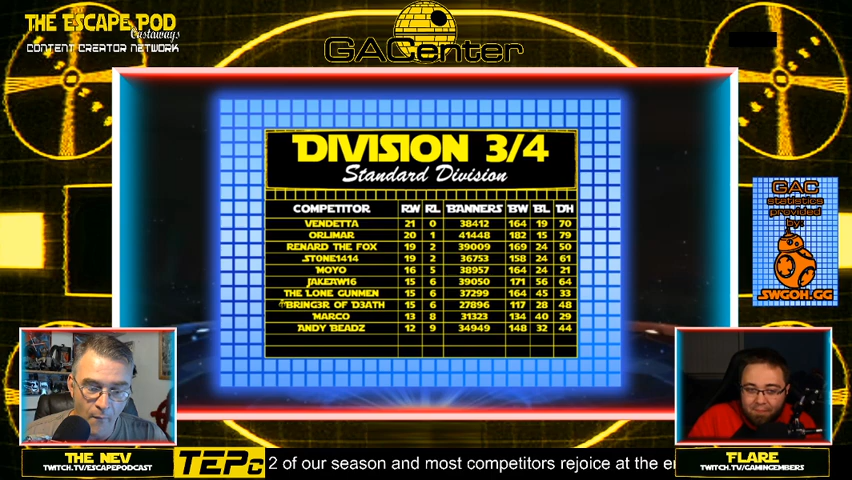 THE ESCAPE POD
Castaways
CONTENT CREATOR NETWORK
GACenter
DIVISION 3/4
Standard Division
COMPETITOR RW RL BANNERS BW BL DH
VENDETTA 21 0 38412 164 19 70
ORLIMAR 20 1 41448 182 15 79
RENARD THE FOX 19 2 39009 169 24 50
STONE1414 19 2 36753 158 24 61
MOYO 16 5 38957 164 24 21
JAKEAW16 15 6 39050 171 56 64
THE LONE GUNMEN 15 6 37299 164 45 33
BRING3R OF D3ATH 15 6 27896 117 28 48
MARCO 13 8 31323 134 40 29
ANDY BEADZ 12 9 34949 148 32 44
GAC
statistics
provided
by:
SWGOH.GG
THE NEV
TWITCH.TV/ESCAPEPODCAST
FLARE
TWITCH.TV/GAMINGEMBERS
TEPC 2 of our season and most competitors rejoice at the e